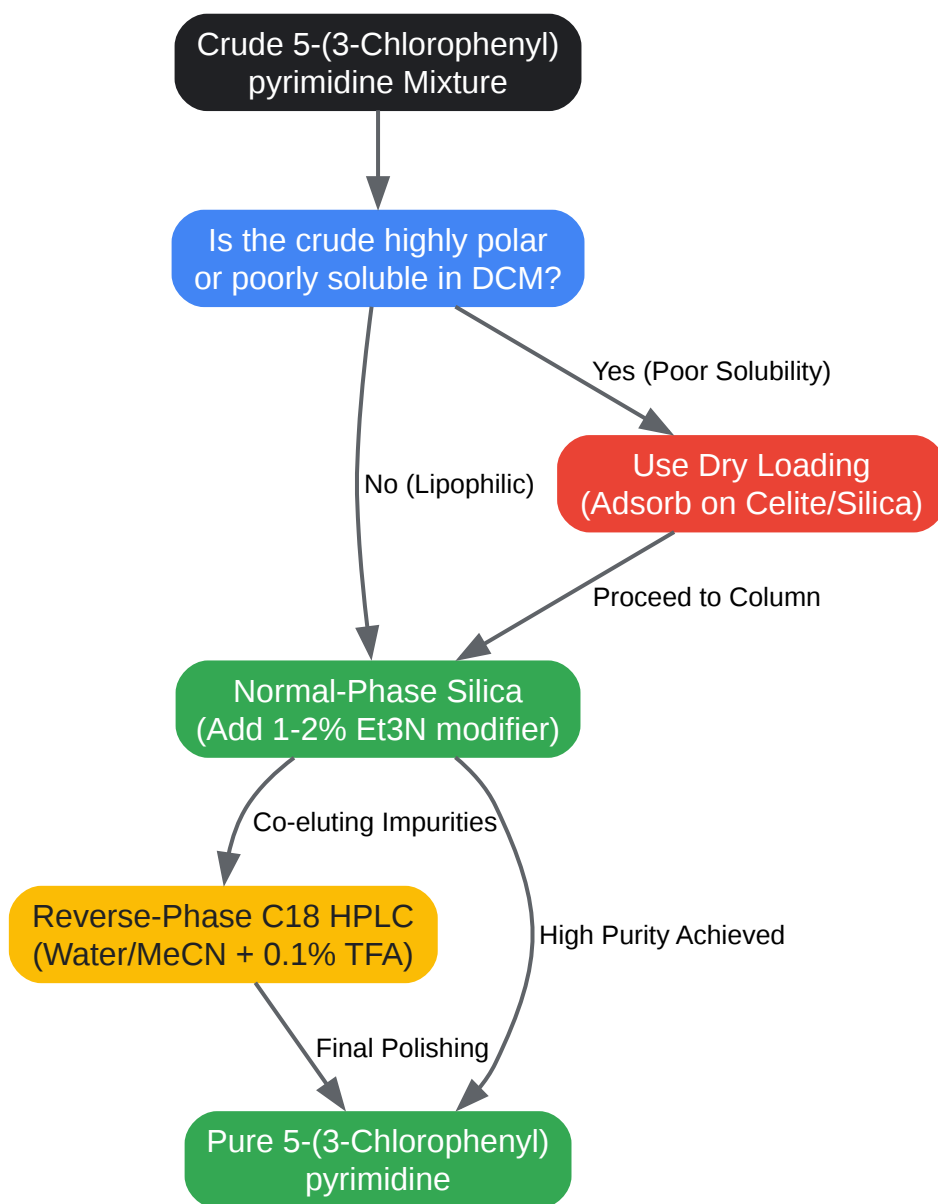 Crude 5-(3-Chlorophenyl)
pyrimidine Mixture
Is the crude highly polar
or poorly soluble in DCM?
Yes (Poor Solubility)
No (Lipophilic)
Use Dry Loading
(Adsorb on Celite/Silica)
Proceed to Column
Normal-Phase Silica
(Add 1-2% Et3N modifier)
Co-eluting Impurities
Reverse-Phase C18 HPLC
(Water/MeCN + 0.1% TFA)
High Purity Achieved
Final Polishing
Pure 5-(3-Chlorophenyl)
pyrimidine